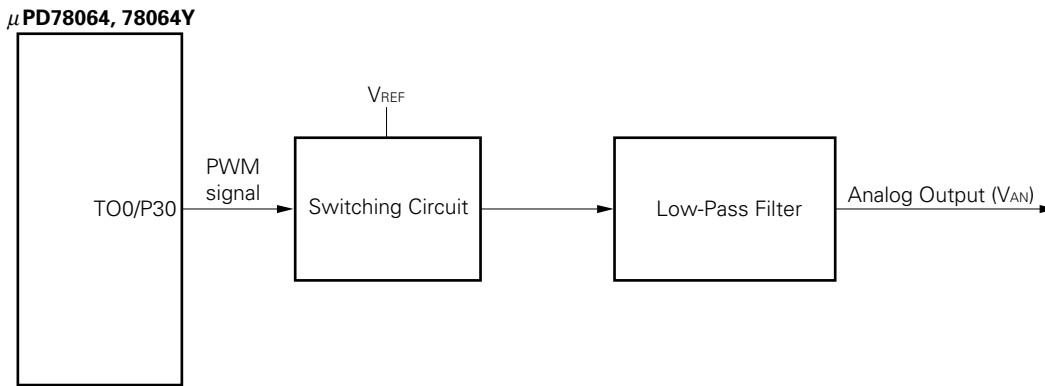 μPD78064, 78064Y
VREF
PWM
signal
TO0/P30
Switching Circuit
Low-Pass Filter
Analog Output (VAN)